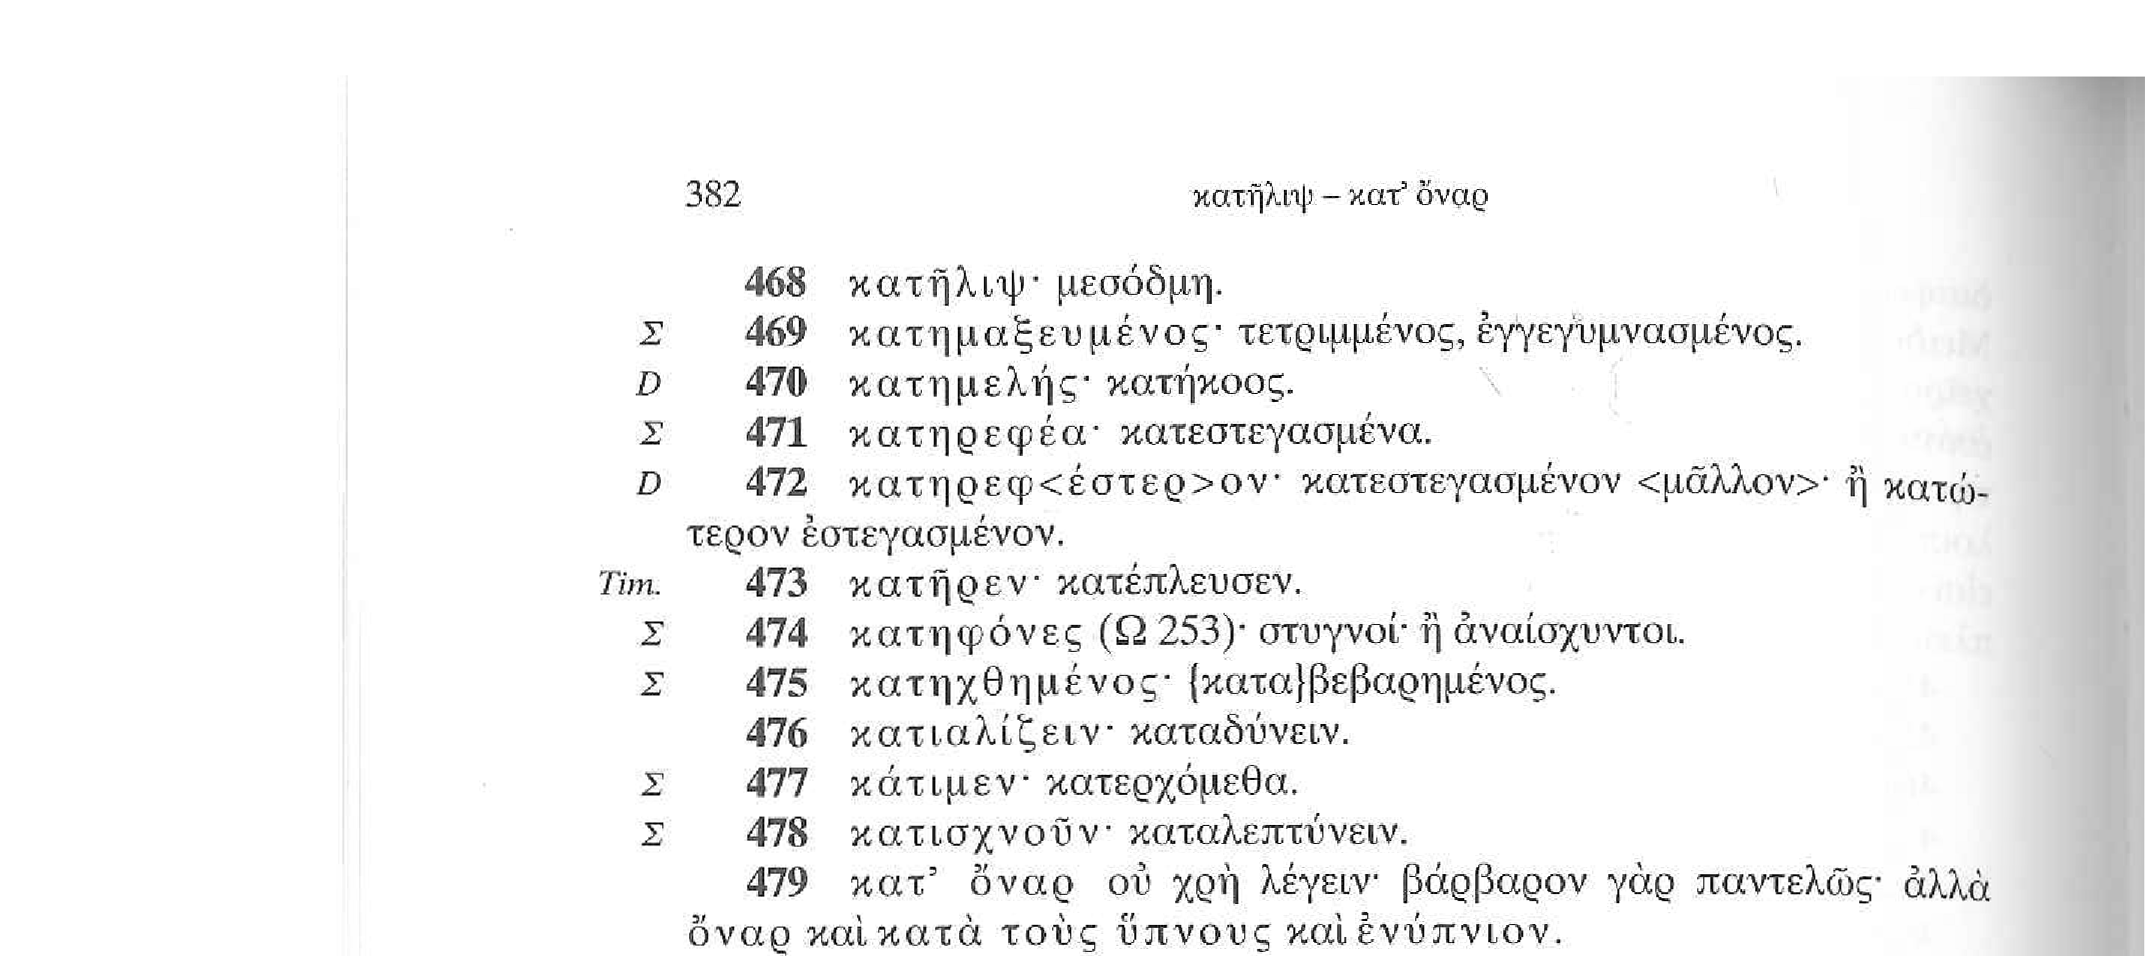 382 κατῆλιψ – κατ’ ὄναρ
468 κατῆλιψ· μεσόδμη.
Σ 469 κατημαξευμένος· τετριμμένος, ἐγγεγυμνασμένος.
D 470 κατημελής· κατήκοος.
Σ 471 κατηρεφέα· κατεστεγασμένα.
D 472 κατηρεφ<έστερ>ον· κατεστεγασμένον <μᾶλλον>· ἢ κατώ-
τερον ἐστεγασμένον.
Tim. 473 κατῆρεν· κατέπλευσεν.
Σ 474 κατηφόνες (Ω 253)· στυγνοί· ἢ ἀναίσχυντοι.
Σ 475 κατηχθημένος· {κατα}βεβαρημένος.
476 κατιαλίζειν· καταδύνειν.
Σ 477 κάτιμεν· κατερχόμεθα.
Σ 478 κατισχνοῦν· καταλεπτύνειν.
479 κατ’ ὄναρ οὐ χρὴ λέγειν· βάρβαρον γὰρ παντελῶς· ἀλλὰ
ὄναρ καὶ κατὰ τοὺς ὕπνους καὶ ἐνύπνιον.